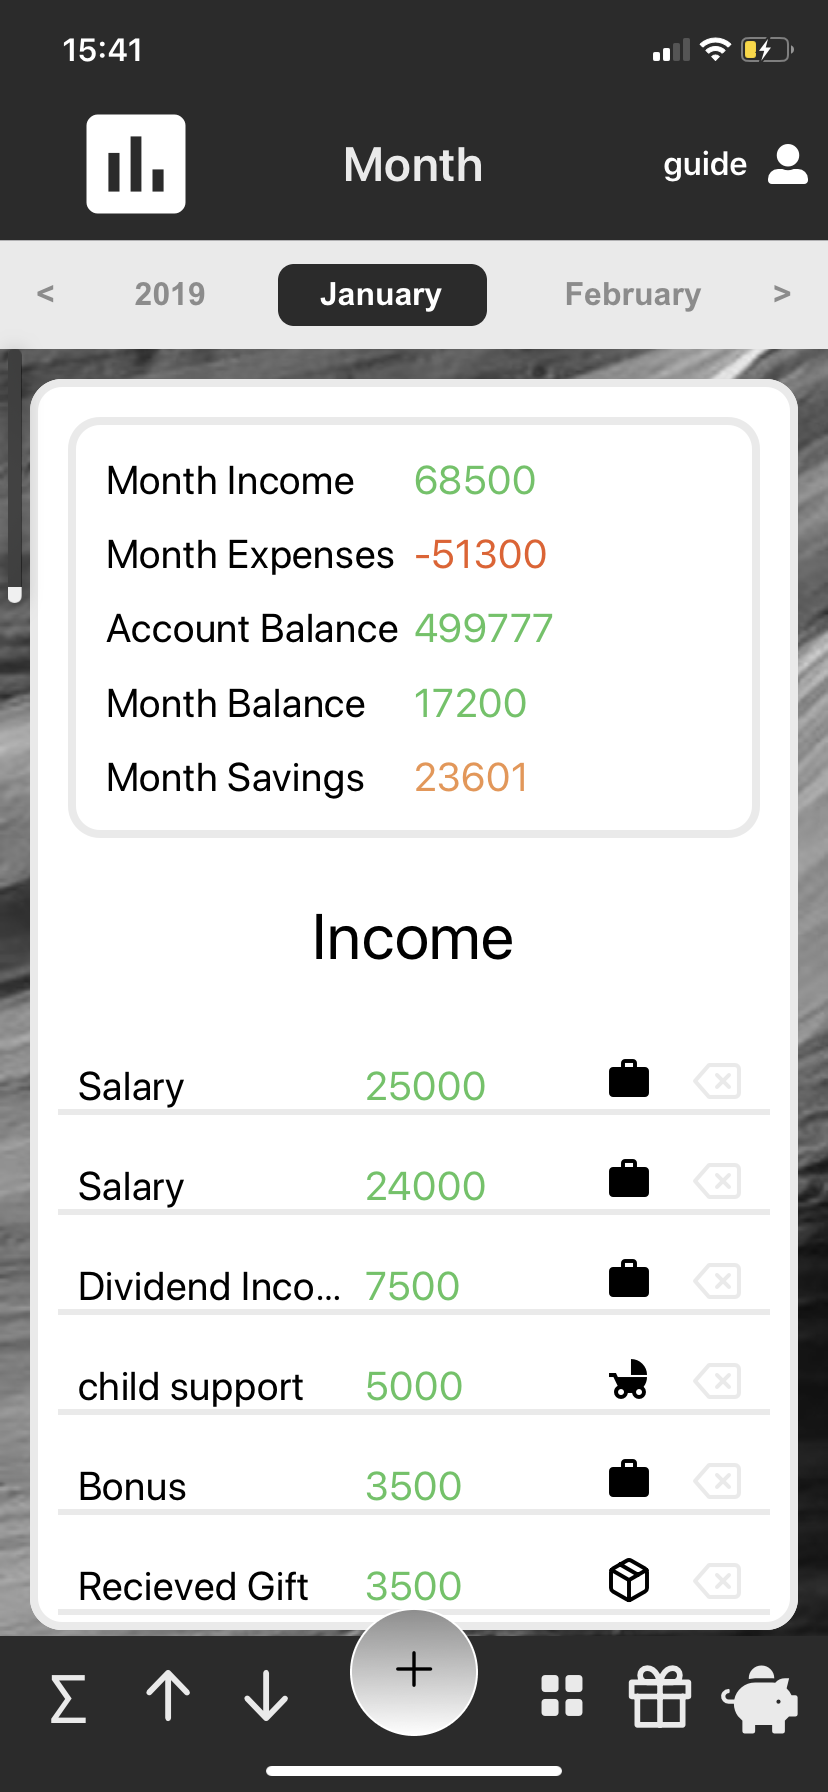 15:41
Month
guide
< 2019 January February >
Month Income 68500
Month Expenses -51300
Account Balance 499777
Month Balance 17200
Month Savings 23601
Income
Salary 25000
Salary 24000
Dividend Inco... 7500
child support 5000
Bonus 3500
Recieved Gift 3500